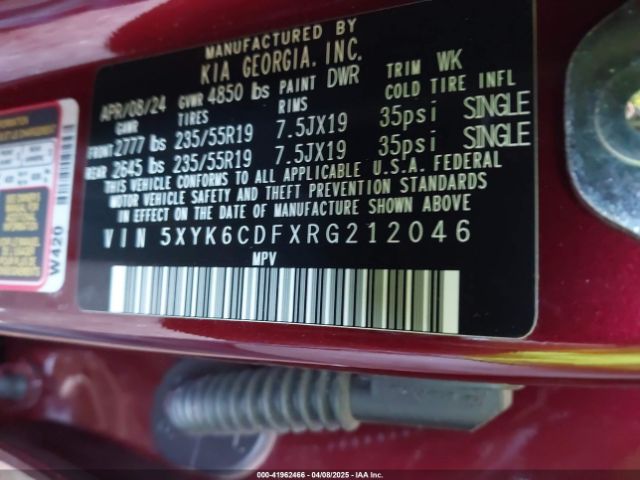 MANUFACTURED BY
KIA GEORGIA. INC.
APR/08/24 GVWR 4850 lbs PAINT DWR TRIM WK
GAWR TIRES RIMS COLD TIRE INFL
FRONT 2777 lbs 235/55R19 7.5JX19 35psi SINGLE
REAR 2645 lbs 235/55R19 7.5JX19 35psi SINGLE
THIS VEHICLE CONFORMS TO ALL APPLICABLE U.S.A. FEDERAL
MOTOR VEHICLE SAFETY AND THEFT PREVENTION STANDARDS
IN EFFECT ON THE DATE OF MANUFACTURE SHOWN ABOVE
VIN 5XYK6CDFXRG212046
MPV
W420
000-41962466 - 04/08/2025 - IAA Inc.